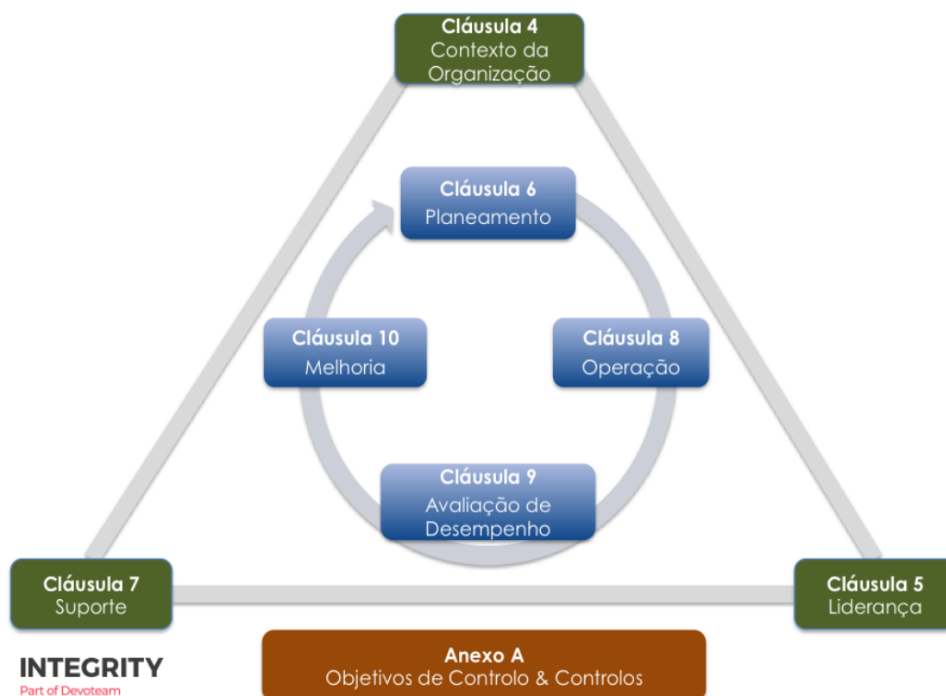 Cláusula 4
Contexto da
Organização
Cláusula 6
Planeamento
Cláusula 10
Melhoria
Cláusula 8
Operação
Cláusula 9
Avaliação de
Desempenho
Cláusula 7
Suporte
Cláusula 5
Liderança
Anexo A
Objetivos de Controlo & Controlos
INTEGRITY
Part of Devoteam